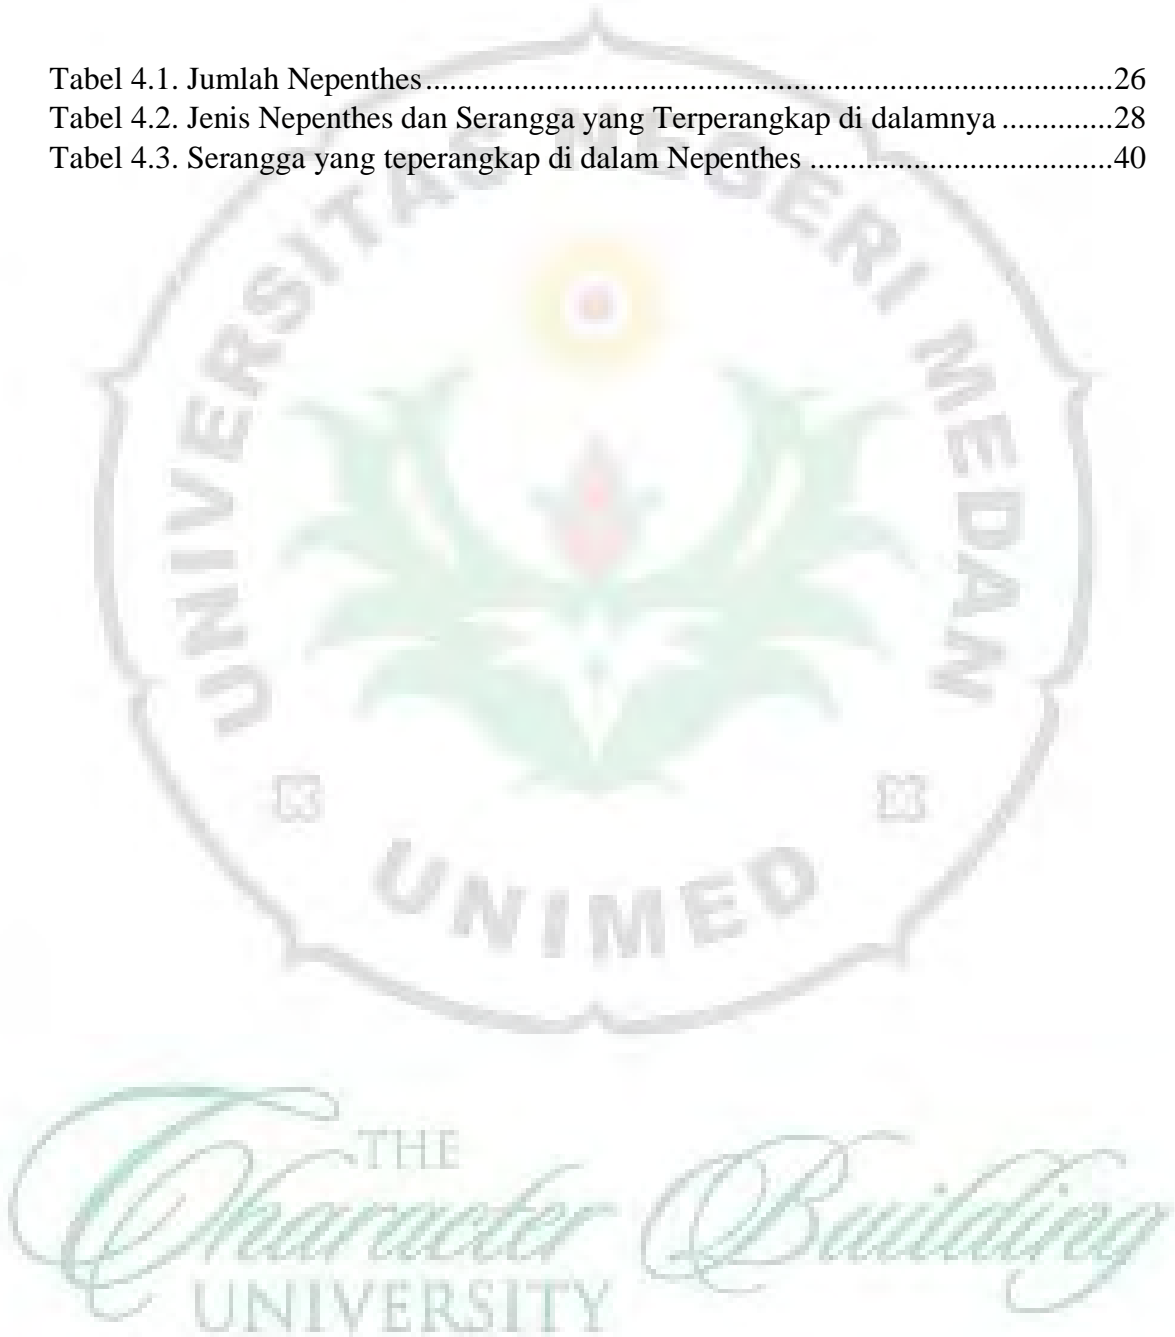 Tabel 4.1. Jumlah Nepenthes......................................................................................26
Tabel 4.2. Jenis Nepenthes dan Serangga yang Terperangkap di dalamnya ..............28
Tabel 4.3. Serangga yang teperangkap di dalam Nepenthes ......................................40
UNIVERSITAS NEGERI MEDAN
UNIMED
THE
Character Building
UNIVERSITY